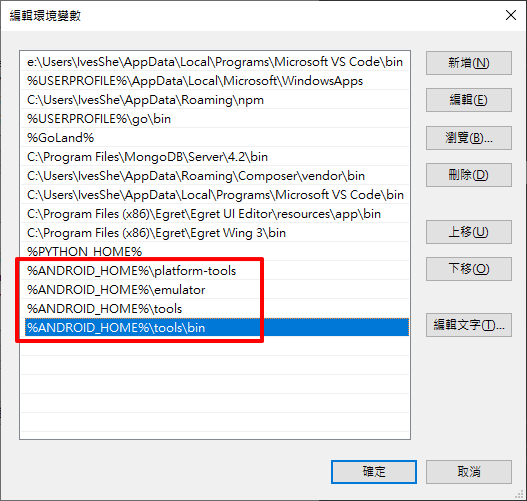 編輯環境變數
e:\Users\IvesShe\AppData\Local\Programs\Microsoft VS Code\bin
%USERPROFILE%\AppData\Local\Microsoft\WindowsApps
C:\Users\IvesShe\AppData\Roaming\npm
%USERPROFILE%\go\bin
%GoLand%
C:\Program Files\MongoDB\Server\4.2\bin
C:\Users\IvesShe\AppData\Roaming\Composer\vendor\bin
C:\Users\IvesShe\AppData\Local\Programs\Microsoft VS Code\bin
C:\Program Files (x86)\Egret\Egret UI Editor\resources\app\bin
C:\Program Files (x86)\Egret\Egret Wing 3\bin
%PYTHON_HOME%
%ANDROID_HOME%\platform-tools
%ANDROID_HOME%\emulator
%ANDROID_HOME%\tools
%ANDROID_HOME%\tools\bin
新增(N)
編輯(E)
瀏覽(B)...
刪除(D)
上移(U)
下移(O)
編輯文字(T)...
確定
取消